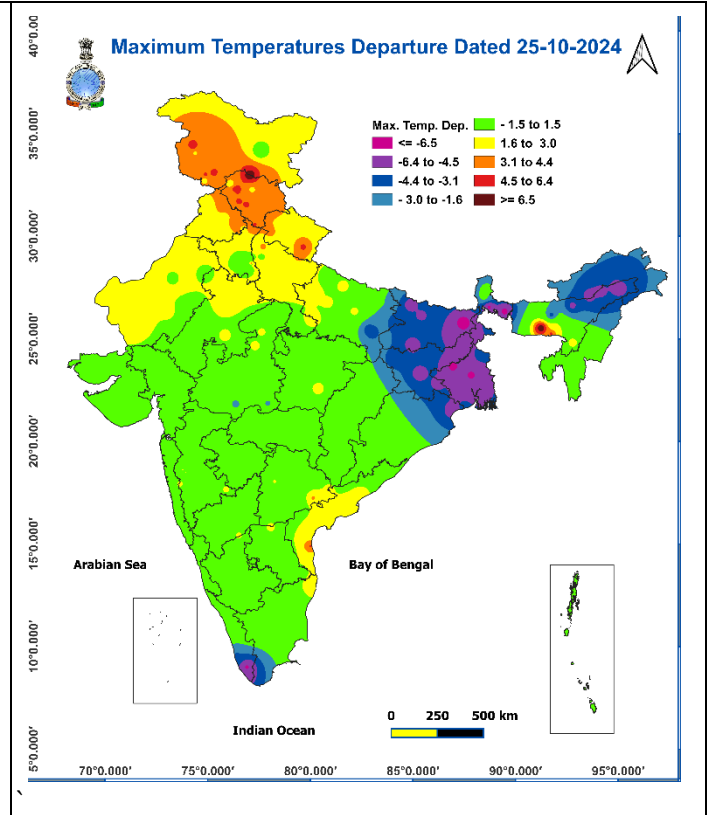 Maximum Temperatures Departure Dated 25-10-2024
Max. Temp. Dep.
<= -6.5
-6.4 to -4.5
-4.4 to -3.1
- 3.0 to -1.6
- 1.5 to 1.5
1.6 to 3.0
3.1 to 4.4
4.5 to 6.4
>= 6.5
40°0.00
35°0.000'
30°0.000'
25°0.000'
20°0.000'
15°0.000'
10°0.000'
5°0.000'
Arabian Sea
Bay of Bengal
Indian Ocean
0 250 500 km
70°0.000' 75°0.000' 80°0.000' 85°0.000' 90°0.000' 95°0.000'
`